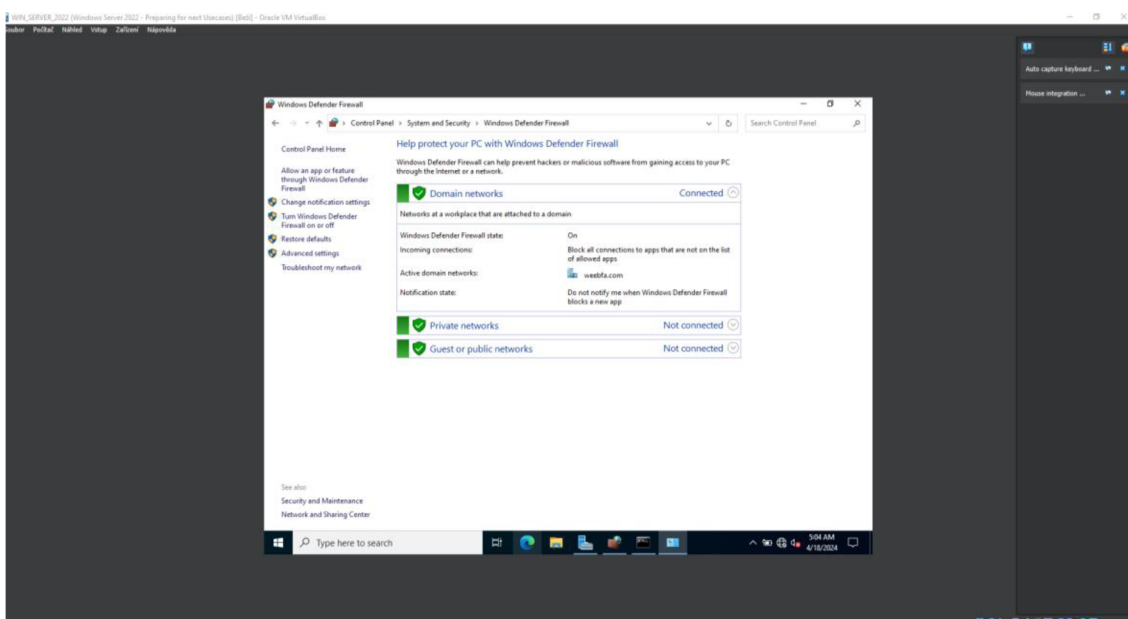 WIN_SERVER_2022 (Windows Server 2022 - Preparing for next Usecases) [Běží] - Oracle VM VirtualBox
Soubor Počítač Náhled Vstup Zařízení Nápověda
Auto capture keyboard ...
Mouse integration ...
Windows Defender Firewall
Control Panel > System and Security > Windows Defender Firewall
Search Control Panel
Control Panel Home
Allow an app or feature
through Windows Defender
Firewall
Change notification settings
Turn Windows Defender
Firewall on or off
Restore defaults
Advanced settings
Troubleshoot my network
Help protect your PC with Windows Defender Firewall
Windows Defender Firewall can help prevent hackers or malicious software from gaining access to your PC
through the Internet or a network.
Domain networks Connected
Networks at a workplace that are attached to a domain
Windows Defender Firewall state: On
Incoming connections: Block all connections to apps that are not on the list
of allowed apps
Active domain networks: weebfa.com
Notification state: Do not notify me when Windows Defender Firewall
blocks a new app
Private networks Not connected
Guest or public networks Not connected
See also
Security and Maintenance
Network and Sharing Center
Type here to search
5:04 AM
4/18/2024